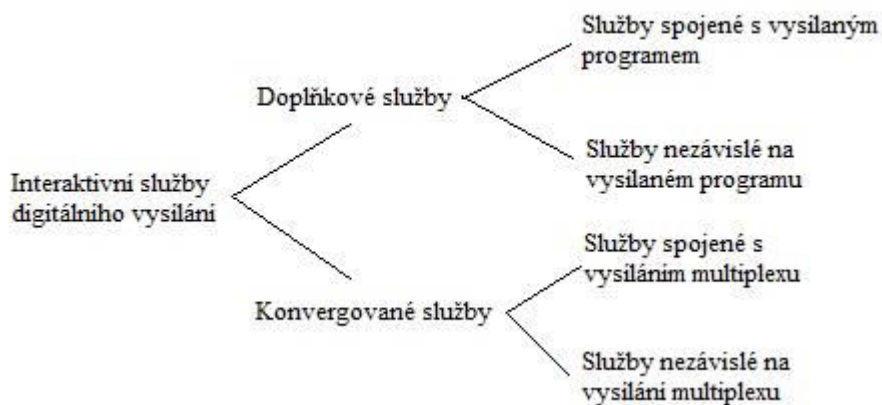 Služby spojené s vysílaným
programem
Doplňkové služby
Služby nezávislé na
vysílaném programu
Interaktivní služby
digitálního vysílání
Služby spojené s
vysíláním multiplexu
Konvergované služby
Služby nezávislé na
vysílání multiplexu